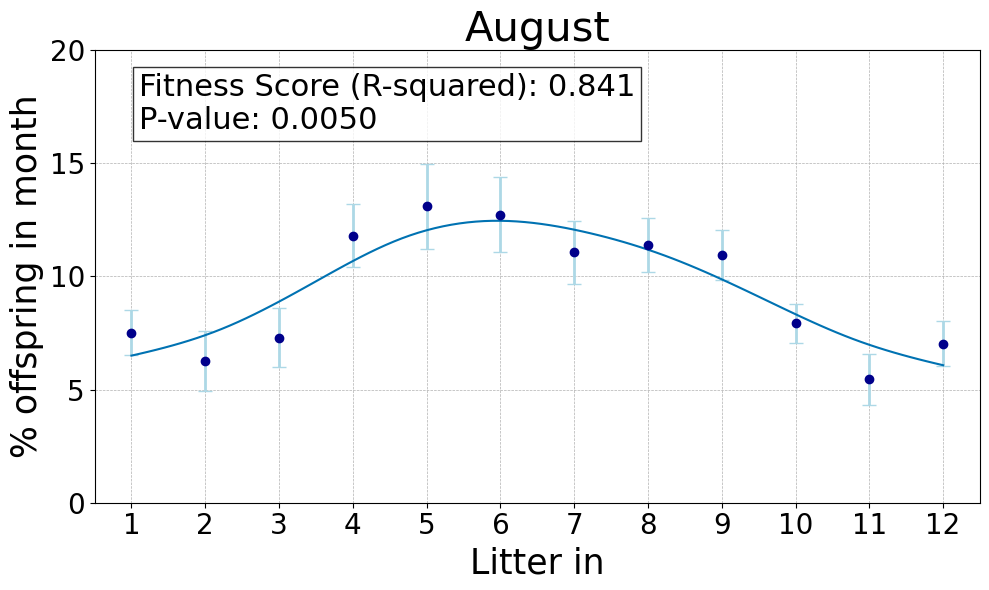 August
Fitness Score (R-squared): 0.841
P-value: 0.0050
% offspring in month
20
15
10
5
0
1 2 3 4 5 6 7 8 9 10 11 12
Litter in